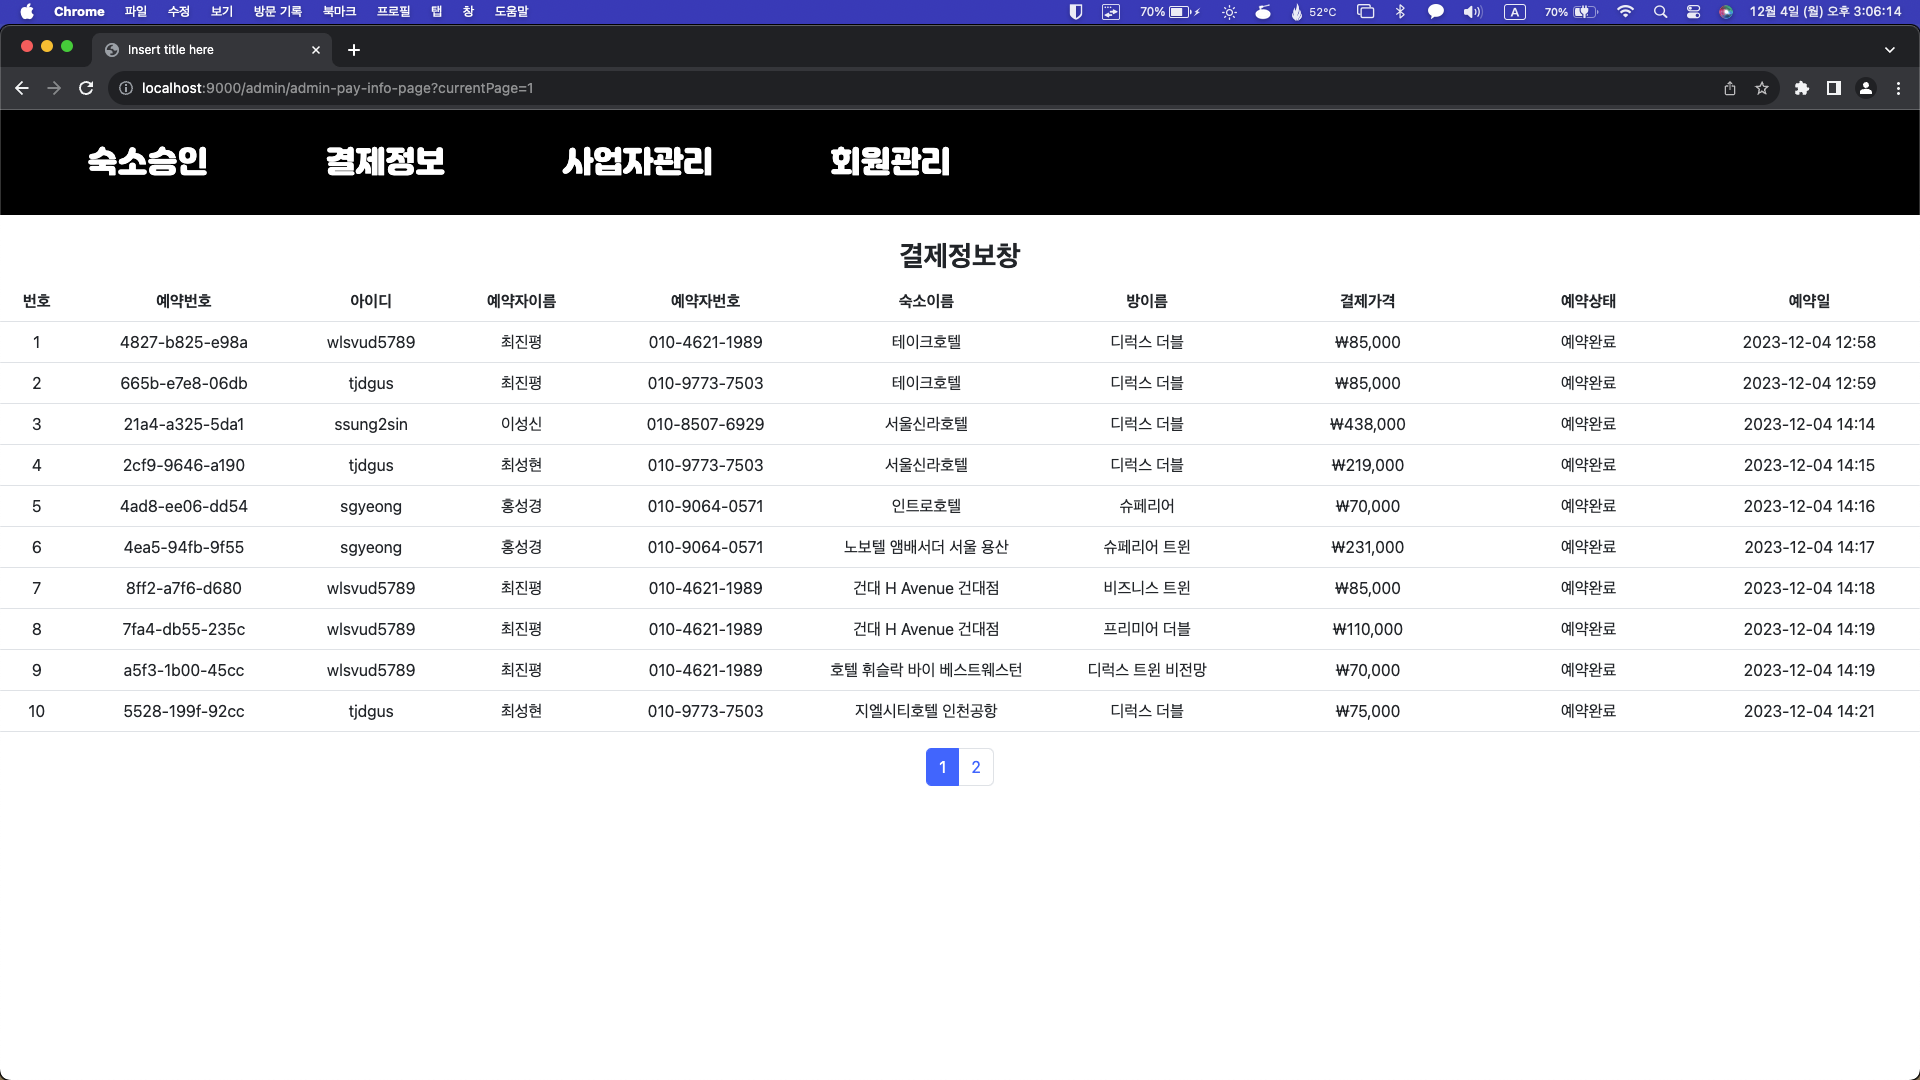 Chrome 파일 수정 보기 방문 기록 북마크 프로필 탭 창 도움말 70% 52°C A 70% 12월 4일 (월) 오후 3:06:14
Insert title here
localhost:9000/admin/admin-pay-info-page?currentPage=1
숙소승인 결제정보 사업자관리 회원관리
결제정보창
번호 예약번호 아이디 예약자이름 예약자번호 숙소이름 방이름 결제가격 예약상태 예약일
1 4827-b825-e98a wlsvud5789 최진평 010-4621-1989 테이크호텔 디럭스 더블 ₩85,000 예약완료 2023-12-04 12:58
2 665b-e7e8-06db tjdgus 최진평 010-9773-7503 테이크호텔 디럭스 더블 ₩85,000 예약완료 2023-12-04 12:59
3 21a4-a325-5da1 ssung2sin 이성신 010-8507-6929 서울신라호텔 디럭스 더블 ₩438,000 예약완료 2023-12-04 14:14
4 2cf9-9646-a190 tjdgus 최성현 010-9773-7503 서울신라호텔 디럭스 더블 ₩219,000 예약완료 2023-12-04 14:15
5 4ad8-ee06-dd54 sgyeong 홍성경 010-9064-0571 인트로호텔 슈페리어 ₩70,000 예약완료 2023-12-04 14:16
6 4ea5-94fb-9f55 sgyeong 홍성경 010-9064-0571 노보텔 앰배서더 서울 용산 슈페리어 트윈 ₩231,000 예약완료 2023-12-04 14:17
7 8ff2-a7f6-d680 wlsvud5789 최진평 010-4621-1989 건대 H Avenue 건대점 비즈니스 트윈 ₩85,000 예약완료 2023-12-04 14:18
8 7fa4-db55-235c wlsvud5789 최진평 010-4621-1989 건대 H Avenue 건대점 프리미어 더블 ₩110,000 예약완료 2023-12-04 14:19
9 a5f3-1b00-45cc wlsvud5789 최진평 010-4621-1989 호텔 휘슬락 바이 베스트웨스턴 디럭스 트윈 비전망 ₩70,000 예약완료 2023-12-04 14:19
10 5528-199f-92cc tjdgus 최성현 010-9773-7503 지엘시티호텔 인천공항 디럭스 더블 ₩75,000 예약완료 2023-12-04 14:21
1 2